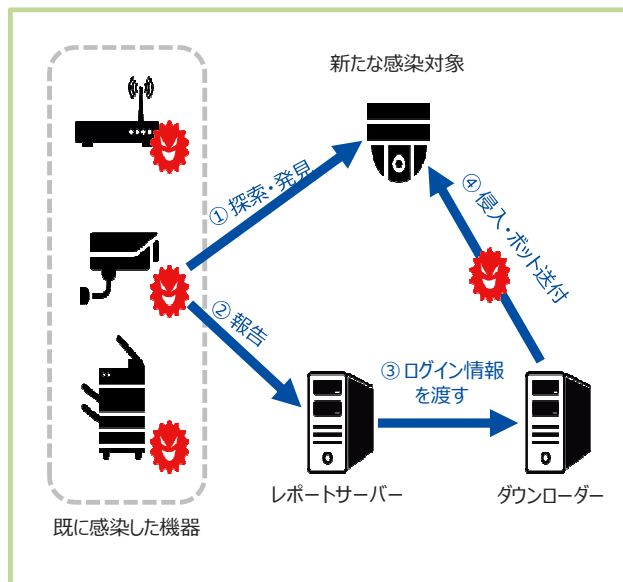 新たな感染対象
① 探索・発見
② 報告
③ ログイン情報
を渡す
④ 侵入・ボット送付
レポートサーバー
ダウンローダー
既に感染した機器